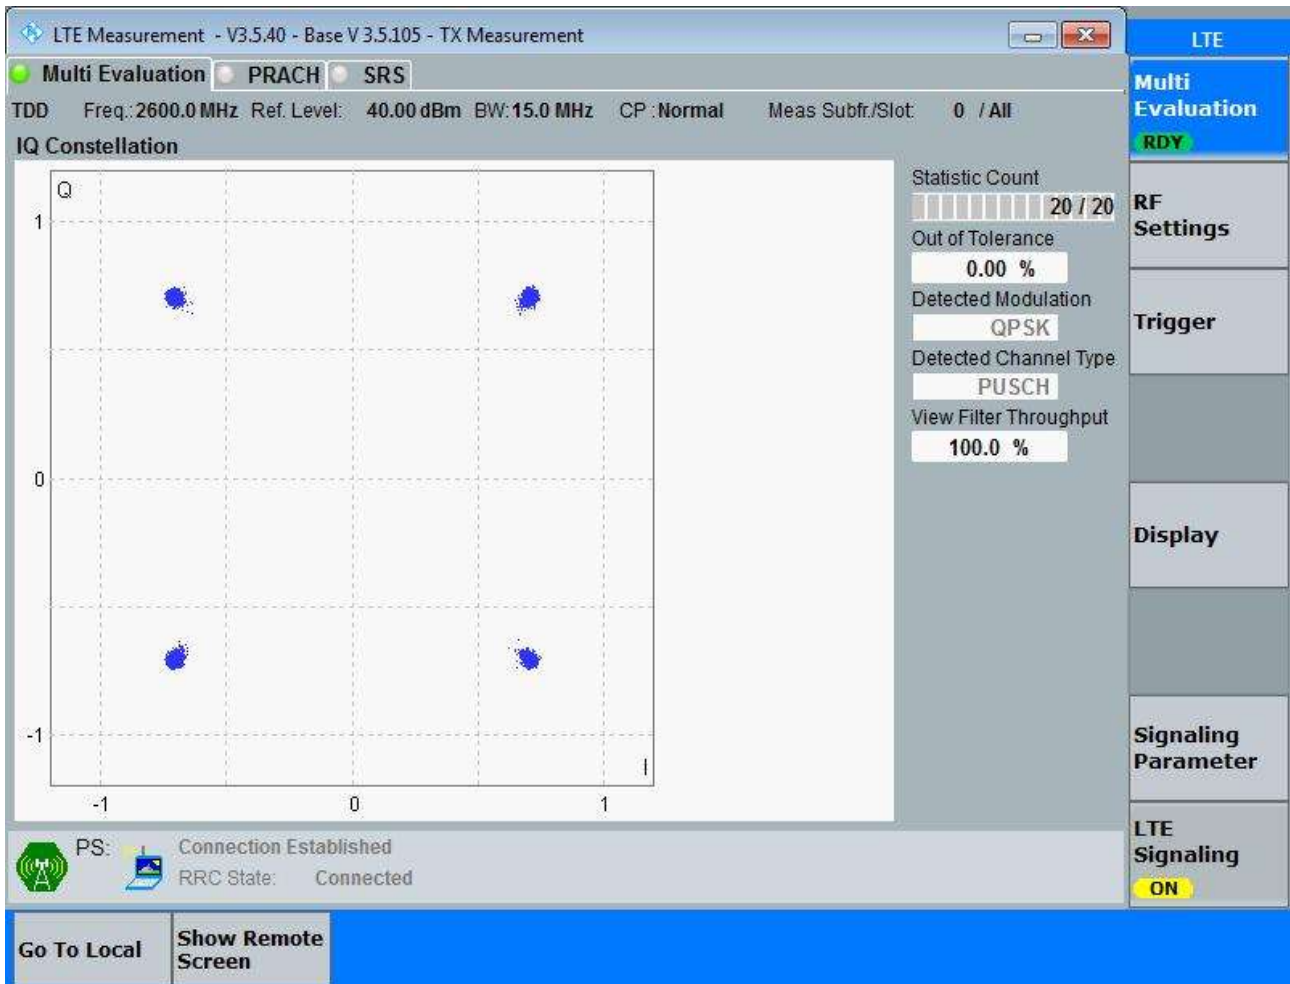 LTE Measurement - V3.5.40 - Base V 3.5.105 - TX Measurement
LTE
Multi Evaluation PRACH SRS
TDD Freq.: 2600.0 MHz Ref. Level: 40.00 dBm BW: 15.0 MHz CP : Normal Meas Subfr./Slot: 0 / All
IQ Constellation
Q
1
0
-1
I
-1 0 1
Statistic Count
20 / 20
Out of Tolerance
0.00 %
Detected Modulation
QPSK
Detected Channel Type
PUSCH
View Filter Throughput
100.0 %
Multi
Evaluation
RDY
RF
Settings
Trigger
Display
Signaling
Parameter
LTE
Signaling
ON
PS: Connection Established
RRC State: Connected
Go To Local
Show Remote
Screen